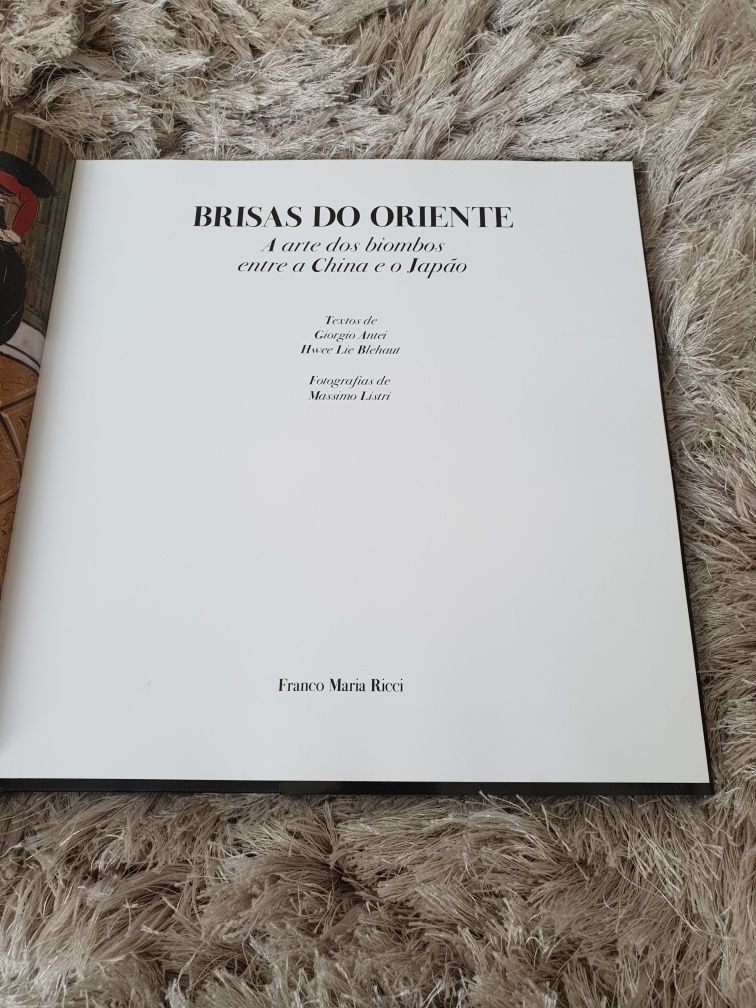 BRISAS DO ORIENTE
A arte dos biombos
entre a China e o Japão
Textos de
Giorgio Antei
Hwee Lie Blehaut
Fotografias de
Massimo Listri
Franco Maria Ricci